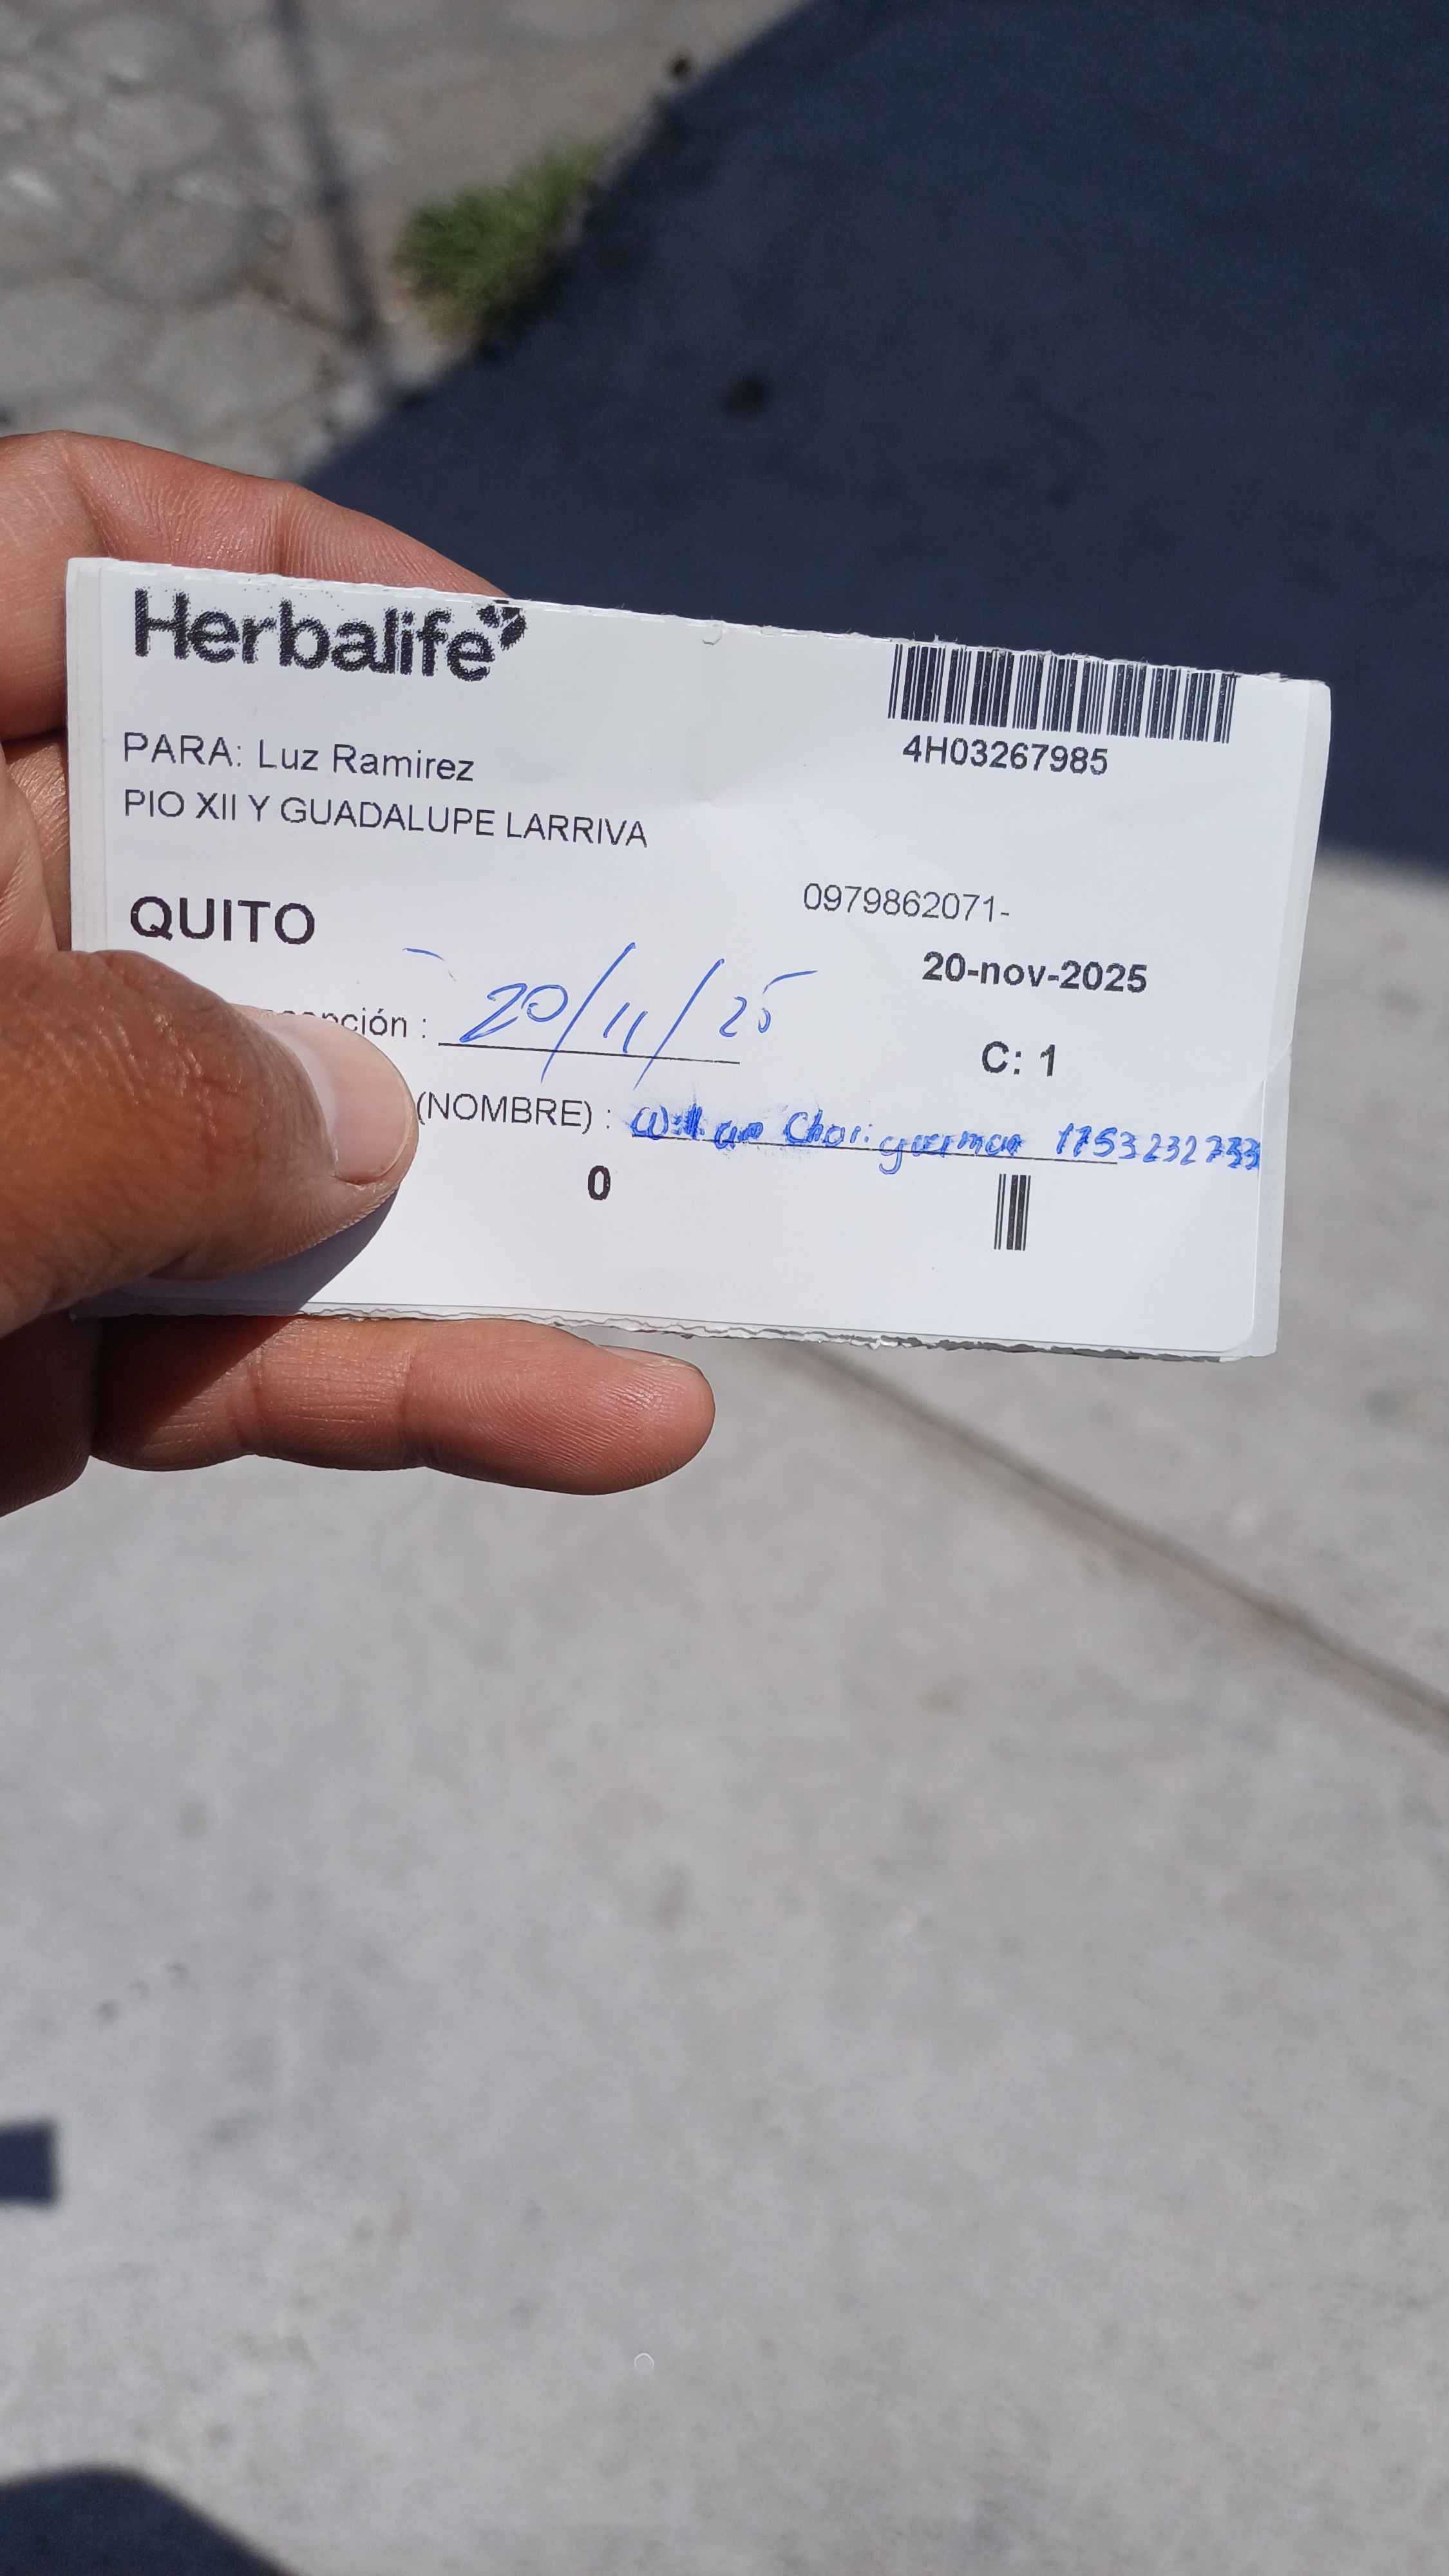 Herbalife
4H03267985
PARA: Luz Ramirez
PIO XII Y GUADALUPE LARRIVA
0979862071-
QUITO
20-nov-2025
20/11/25
C: 1
(NOMBRE) : 1753232733
0